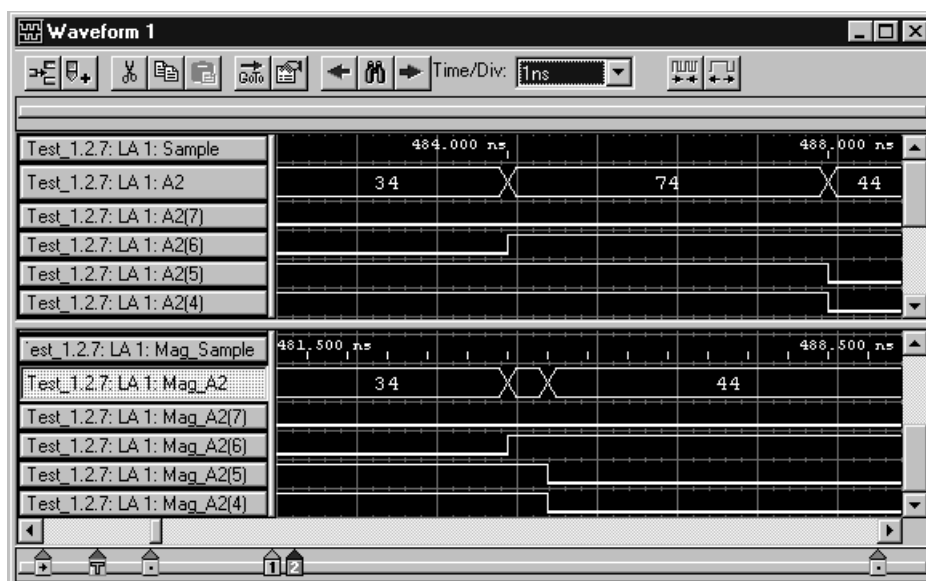 Waveform 1
GoTo Time/Div: 1ns
Test_1.2.7: LA 1: Sample 484.000 ns 488.000 ns
Test_1.2.7: LA 1: A2 34 74 44
Test_1.2.7: LA 1: A2(7)
Test_1.2.7: LA 1: A2(6)
Test_1.2.7: LA 1: A2(5)
Test_1.2.7: LA 1: A2(4)
est_1.2.7: LA 1: Mag_Sample 481.500 ns 488.500 ns
Test_1.2.7: LA 1: Mag_A2 34 44
Test_1.2.7: LA 1: Mag_A2(7)
Test_1.2.7: LA 1: Mag_A2(6)
Test_1.2.7: LA 1: Mag_A2(5)
Test_1.2.7: LA 1: Mag_A2(4)
T 1 2